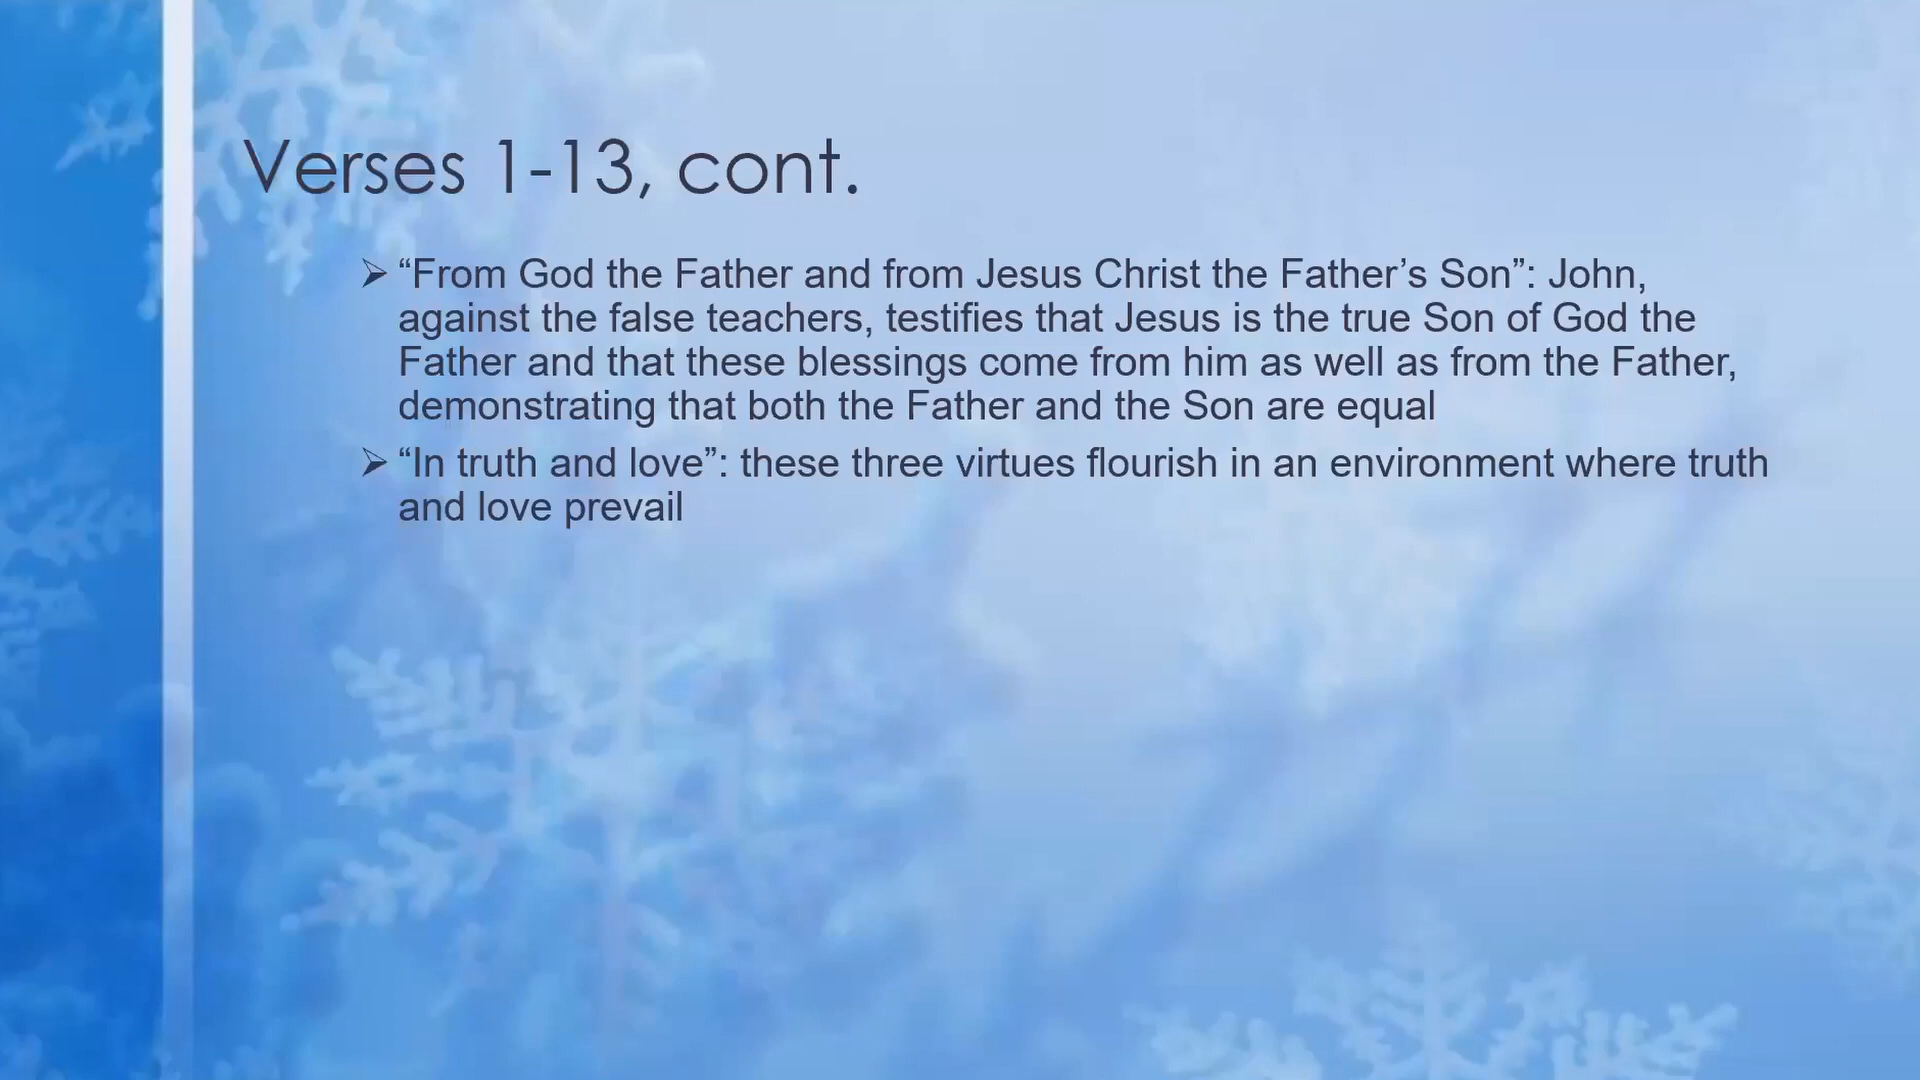 Verses 1-13, cont.
➢ “From God the Father and from Jesus Christ the Father’s Son”: John,
against the false teachers, testifies that Jesus is the true Son of God the
Father and that these blessings come from him as well as from the Father,
demonstrating that both the Father and the Son are equal
➢ “In truth and love”: these three virtues flourish in an environment where truth
and love prevail